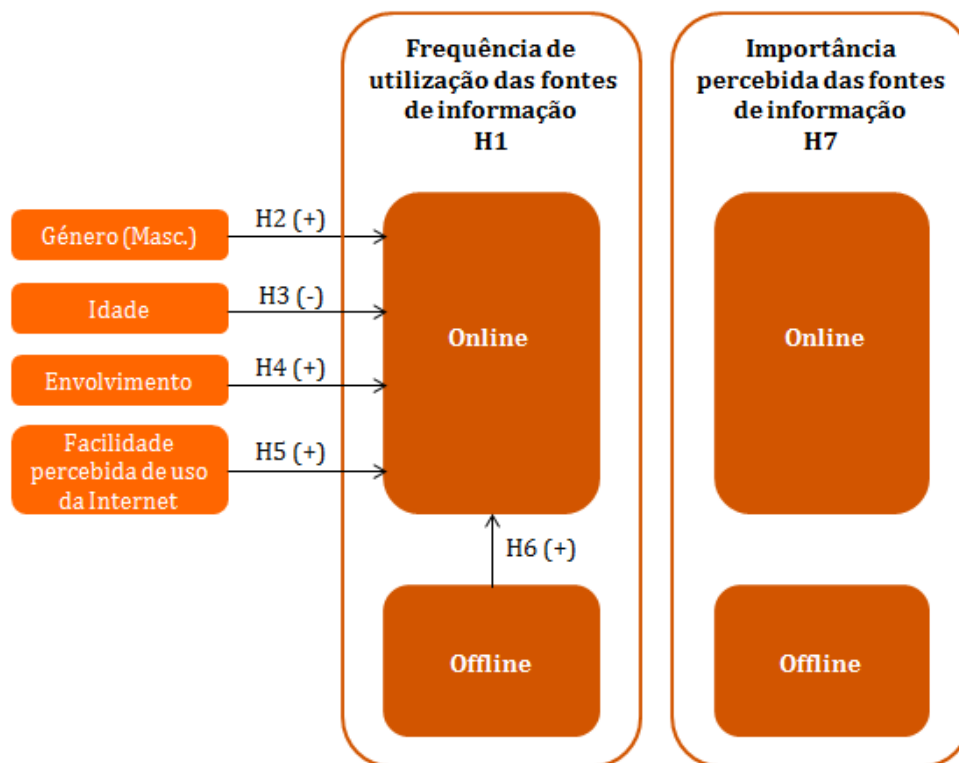 Frequência de
utilização das fontes
de informação
H1
Importância
percebida das fontes
de informação
H7
Género (Masc.)
H2 (+)
Idade
H3 (-)
Envolvimento
H4 (+)
Facilidade
percebida de uso
da Internet
H5 (+)
Online
Online
H6 (+)
Offline
Offline